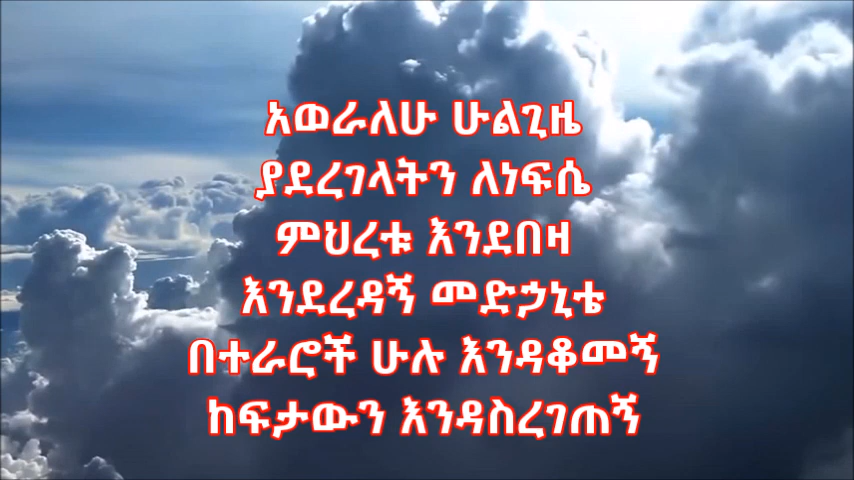 አወራለሁ ሁልጊዜ
ያደረገላትን ለነፍሴ
ምህረቱ እንደበዛ
እንደረዳኝ መድኃኒቴ
በተራሮች ሁሉ እንዳቆመኝ
ከፍታውን እንዳስረገጠኝ